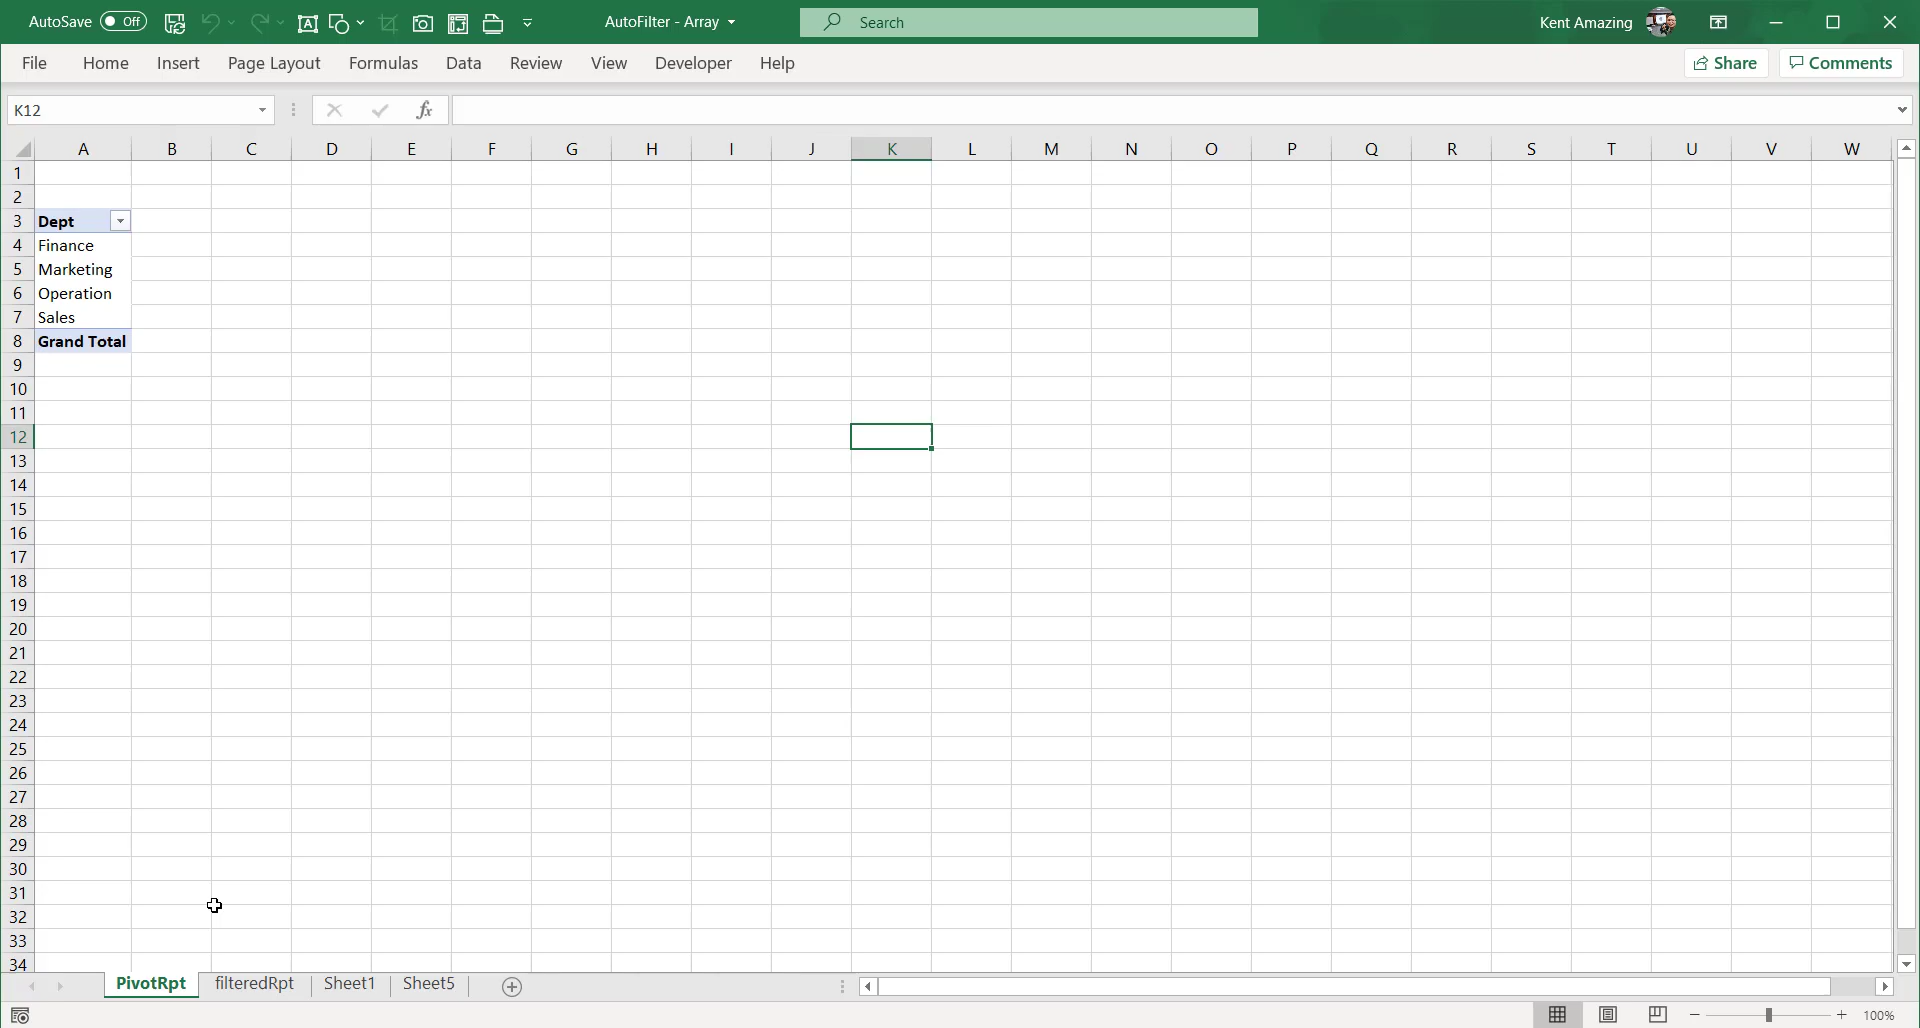 AutoSave Off AutoFilter - Array Search Kent Amazing
File Home Insert Page Layout Formulas Data Review View Developer Help Share Comments
K12 fx
A B C D E F G H I J K L M N O P Q R S T U V W
1
2
3 Dept
4 Finance
5 Marketing
6 Operation
7 Sales
8 Grand Total
9
10
11
12
13
14
15
16
17
18
19
20
21
22
23
24
25
26
27
28
29
30
31
32
33
34
PivotRpt filteredRpt Sheet1 Sheet5
100%